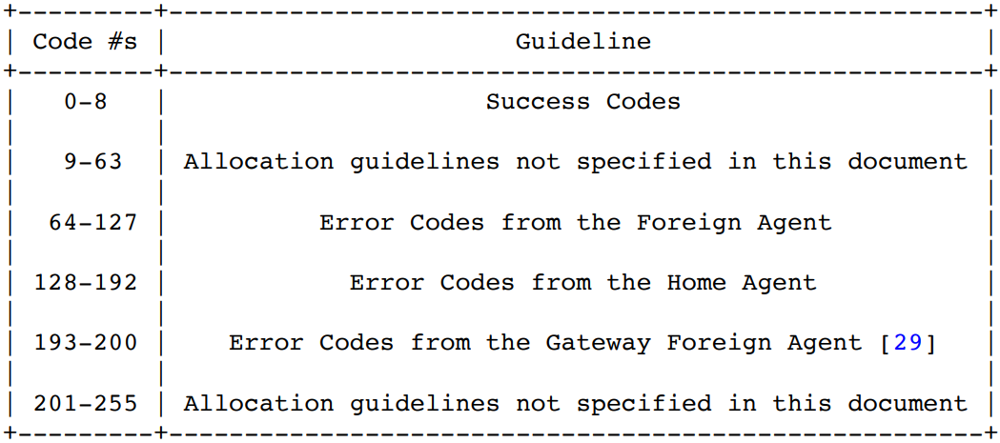 +---------+------------------------------------------------------+
| Code #s |                       Guideline                      |
+---------+------------------------------------------------------+
|   0-8   |                     Success Codes                    |
|         |                                                      |
|   9-63  | Allocation guidelines not specified in this document |
|         |                                                      |
|  64-127 |          Error Codes from the Foreign Agent          |
|         |                                                      |
| 128-192 |            Error Codes from the Home Agent           |
|         |                                                      |
| 193-200 |    Error Codes from the Gateway Foreign Agent [29]   |
|         |                                                      |
| 201-255 | Allocation guidelines not specified in this document |
+---------+------------------------------------------------------+